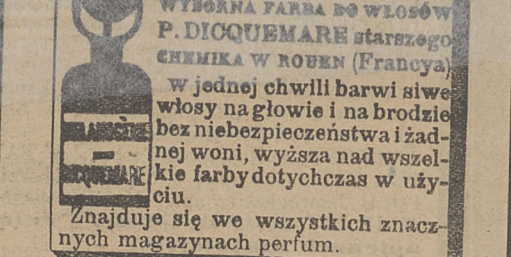 WYBORNA FARBA DO WŁOSÓW
P. DICQUEMARE starszego
CHEMIKA W ROUEN (Francya)
W jednej chwili barwi siwe
włosy na głowie i na brodzie
bez niebezpieczeństwa i żad-
nej woni, wyższa nad wszel-
kie farby dotychczas w uży-
ciu.
MELANOGENE
DICQUEMARE
Znajduje się we wszystkich znacz-
nych magazynach perfum.